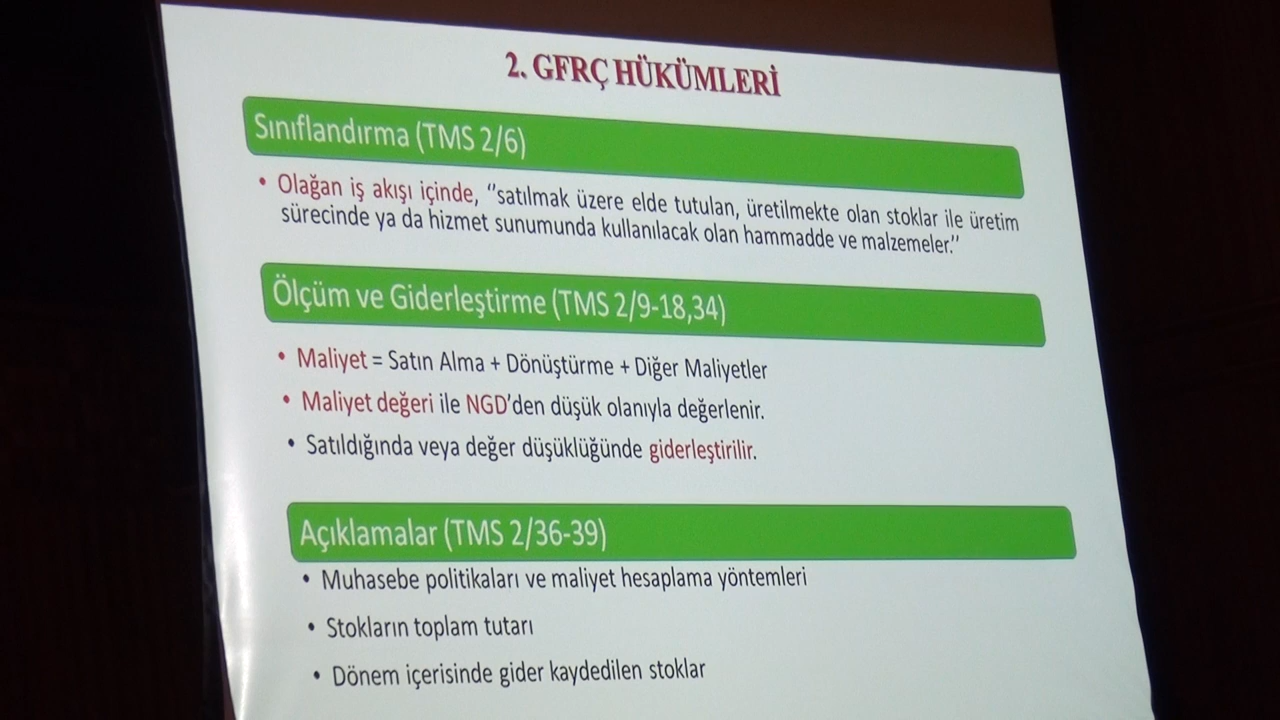 2. GFRÇ HÜKÜMLERİ
Sınıflandırma (TMS 2/6)
• Olağan iş akışı içinde, ‘’satılmak üzere elde tutulan, üretilmekte olan stoklar ile üretim
sürecinde ya da hizmet sunumunda kullanılacak olan hammadde ve malzemeler.’’
Ölçüm ve Giderleştirme (TMS 2/9-18,34)
• Maliyet = Satın Alma + Dönüştürme + Diğer Maliyetler
• Maliyet değeri ile NGD’den düşük olanıyla değerlenir.
• Satıldığında veya değer düşüklüğünde giderleştirilir.
Açıklamalar (TMS 2/36-39)
• Muhasebe politikaları ve maliyet hesaplama yöntemleri
• Stokların toplam tutarı
• Dönem içerisinde gider kaydedilen stoklar